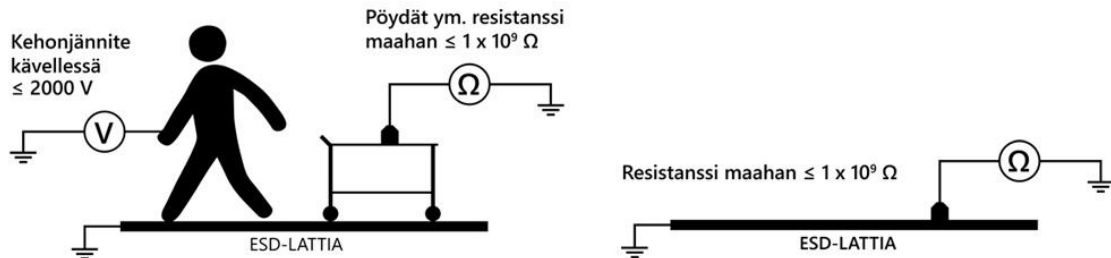 Kehonjännite
kävellessä
≤ 2000 V
V
Pöydät ym. resistanssi
maahan ≤ 1 x 10⁹ Ω
Ω
ESD-LATTIA
Resistanssi maahan ≤ 1 x 10⁹ Ω
Ω
ESD-LATTIA